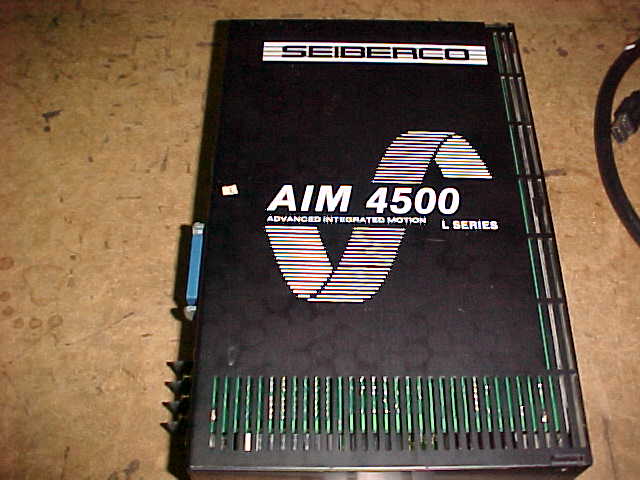 SEIBERCO
AIM 4500
ADVANCED INTEGRATED MOTION
L SERIES